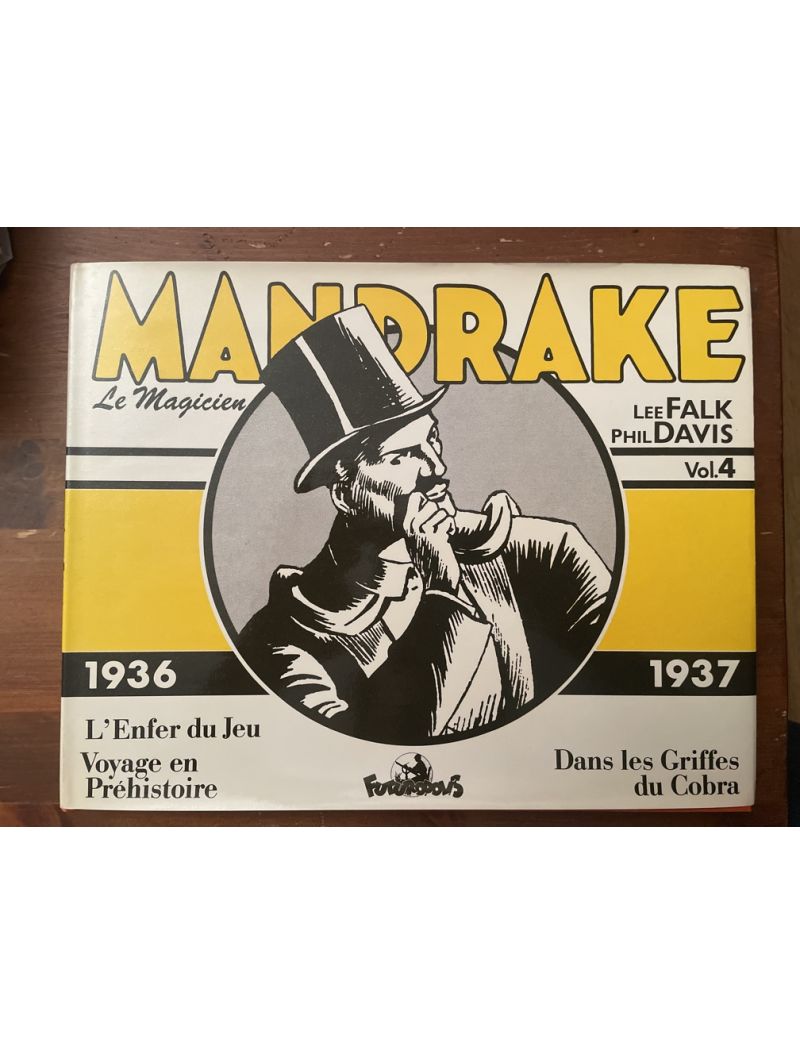 MANDRAKE
Le Magicien
LEE FALK
PHIL DAVIS
Vol.4
1936
1937
L'Enfer du Jeu
Voyage en
Préhistoire
Dans les Griffes
du Cobra
FUTUROPOLIS